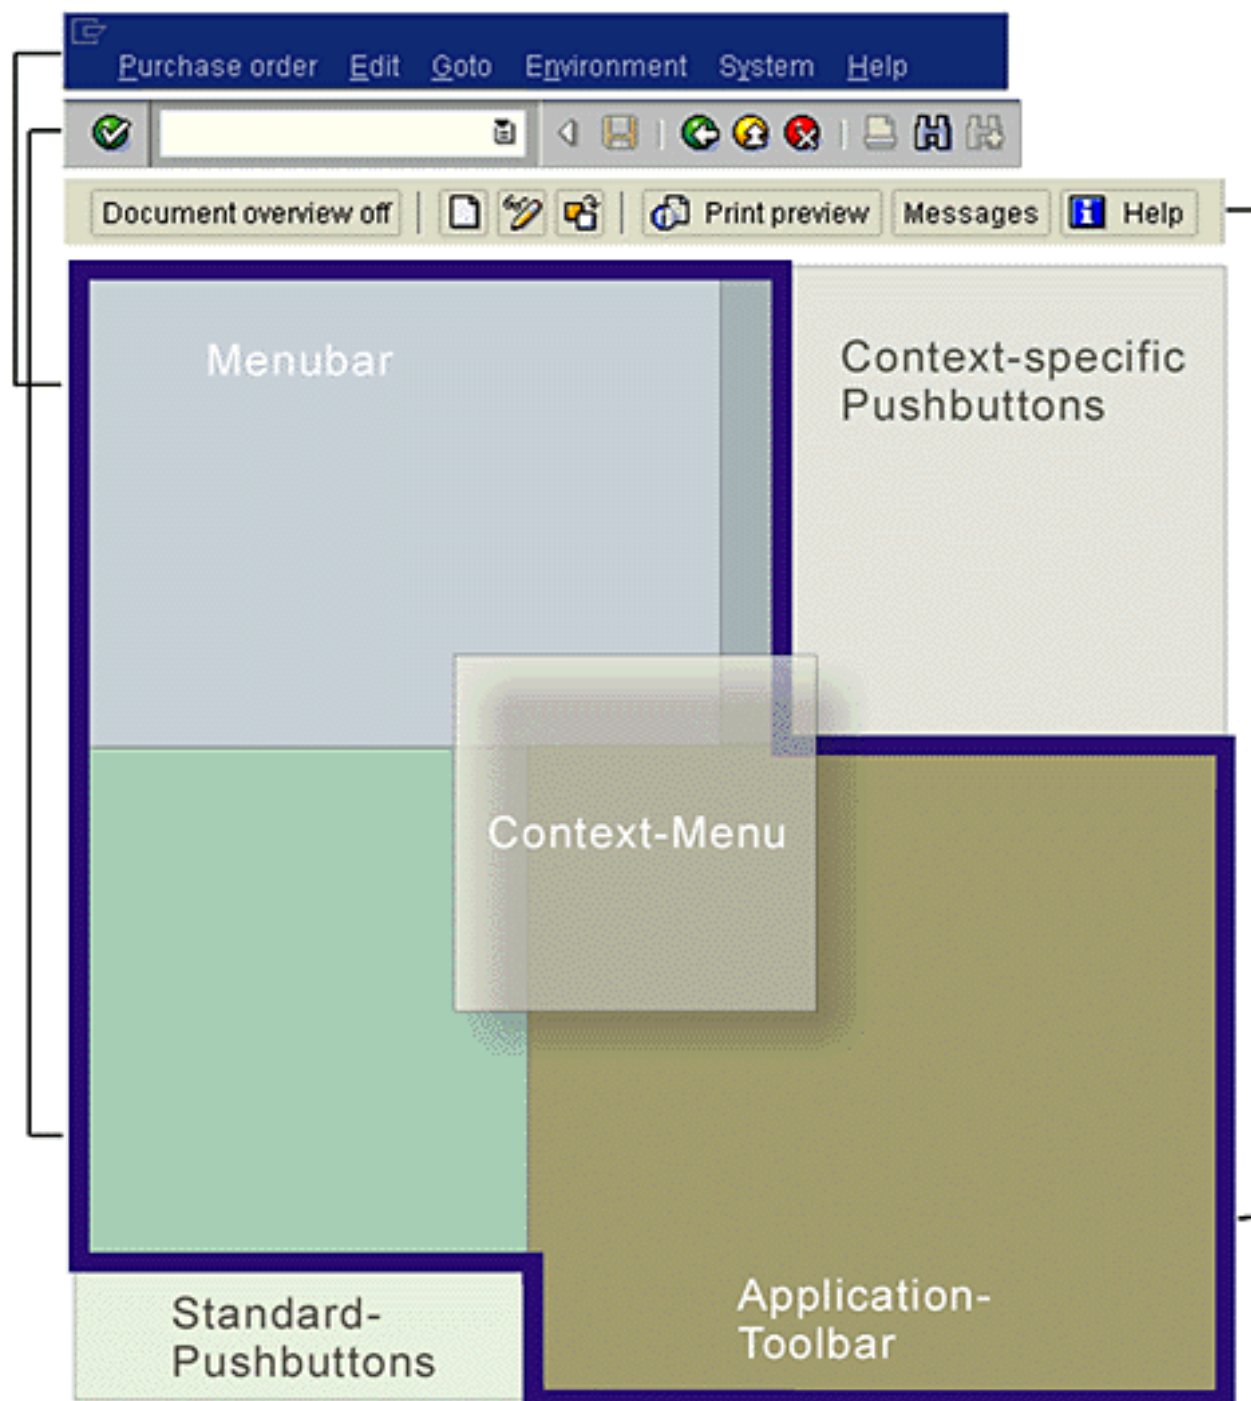 Purchase order Edit Goto Environment System Help
Document overview off Print preview Messages Help
Menubar
Context-specific
Pushbuttons
Context-Menu
Application-
Toolbar
Standard-
Pushbuttons